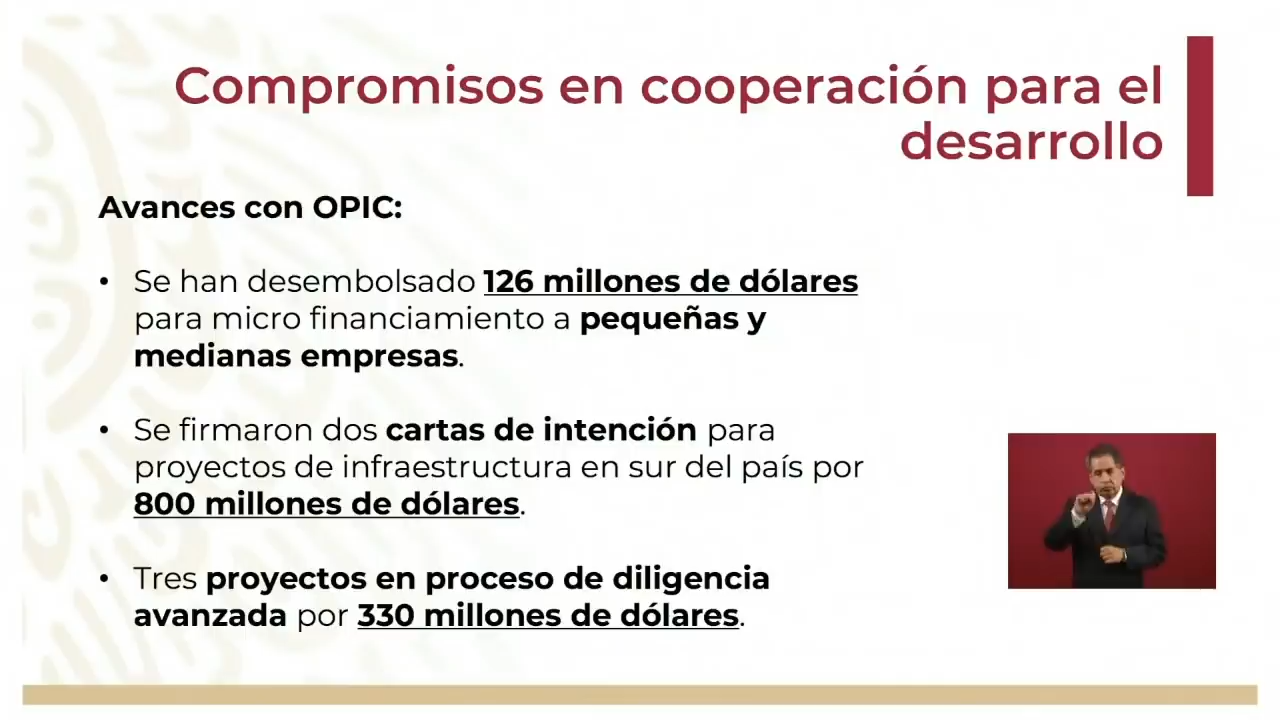 Compromisos en cooperación para el
desarrollo
Avances con OPIC:
• Se han desembolsado 126 millones de dólares
para micro financiamiento a pequeñas y
medianas empresas.
• Se firmaron dos cartas de intención para
proyectos de infraestructura en sur del país por
800 millones de dólares.
• Tres proyectos en proceso de diligencia
avanzada por 330 millones de dólares.